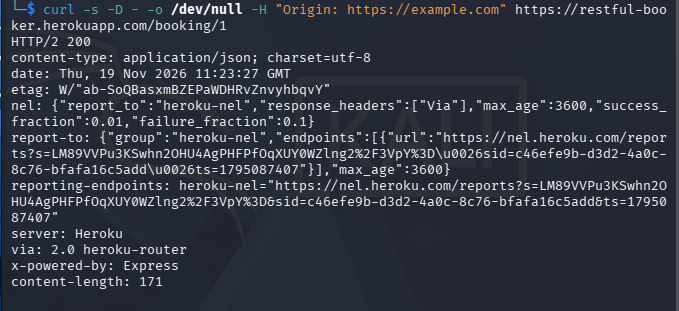 └─$ curl -s -D - -o /dev/null -H "Origin: https://example.com" https://restful-boo
ker.herokuapp.com/booking/1
HTTP/2 200
content-type: application/json; charset=utf-8
date: Thu, 19 Nov 2026 11:23:27 GMT
etag: W/"ab-SoQBasxmBZEPaWDHRvZnvyhbqvY"
nel: {"report_to":"heroku-nel","response_headers":["Via"],"max_age":3600,"success_
fraction":0.01,"failure_fraction":0.1}
report-to: {"group":"heroku-nel","endpoints":[{"url":"https://nel.heroku.com/repor
ts?s=LM89VVPu3KSwhn2OHU4AgPHFPfOqXUY0WZlng2%2F3VpY%3D\u0026sid=c46efe9b-d3d2-4a0c-
8c76-bfafa16c5add\u0026ts=1795087407"}],"max_age":3600}
reporting-endpoints: heroku-nel="https://nel.heroku.com/reports?s=LM89VVPu3KSwhn2O
HU4AgPHFPfOqXUY0WZlng2%2F3VpY%3D&sid=c46efe9b-d3d2-4a0c-8c76-bfafa16c5add&ts=17950
87407"
server: Heroku
via: 2.0 heroku-router
x-powered-by: Express
content-length: 171